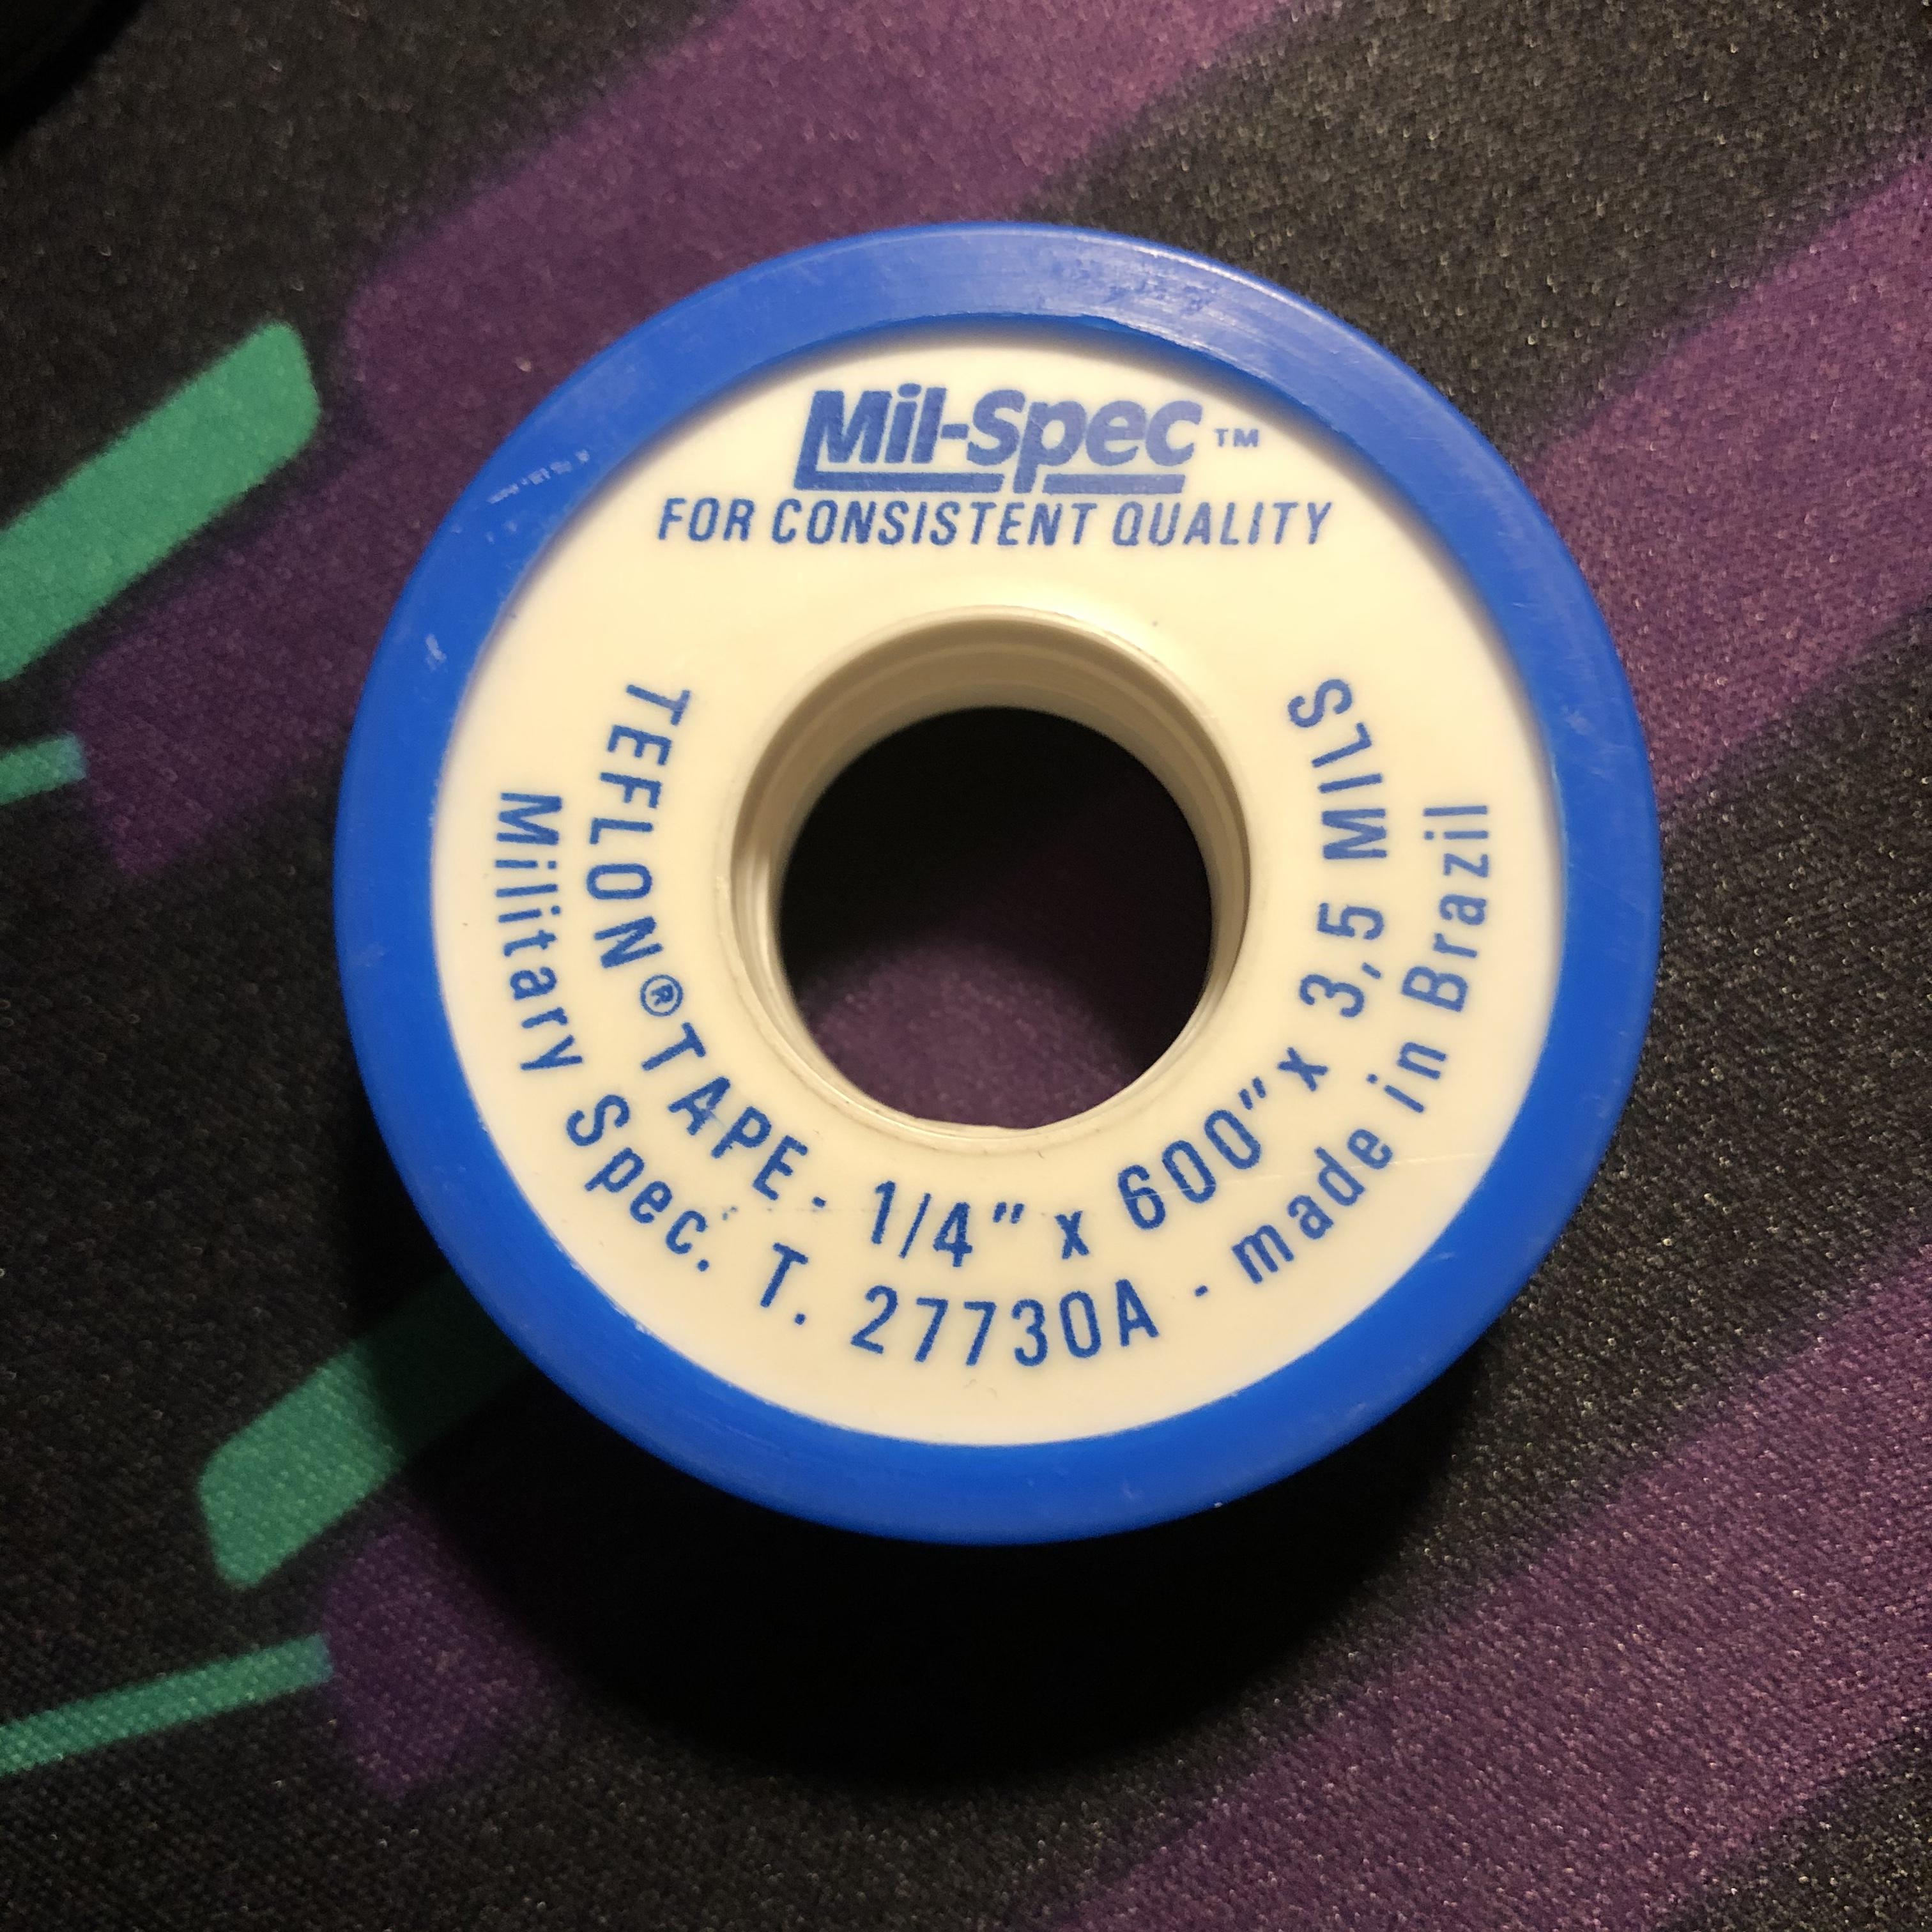 Mil-Spec™
FOR CONSISTENT QUALITY
TEFLON® TAPE - 1/4" x 600" x 3,5 MILS
Military Spec. T. 27730A - made in Brazil